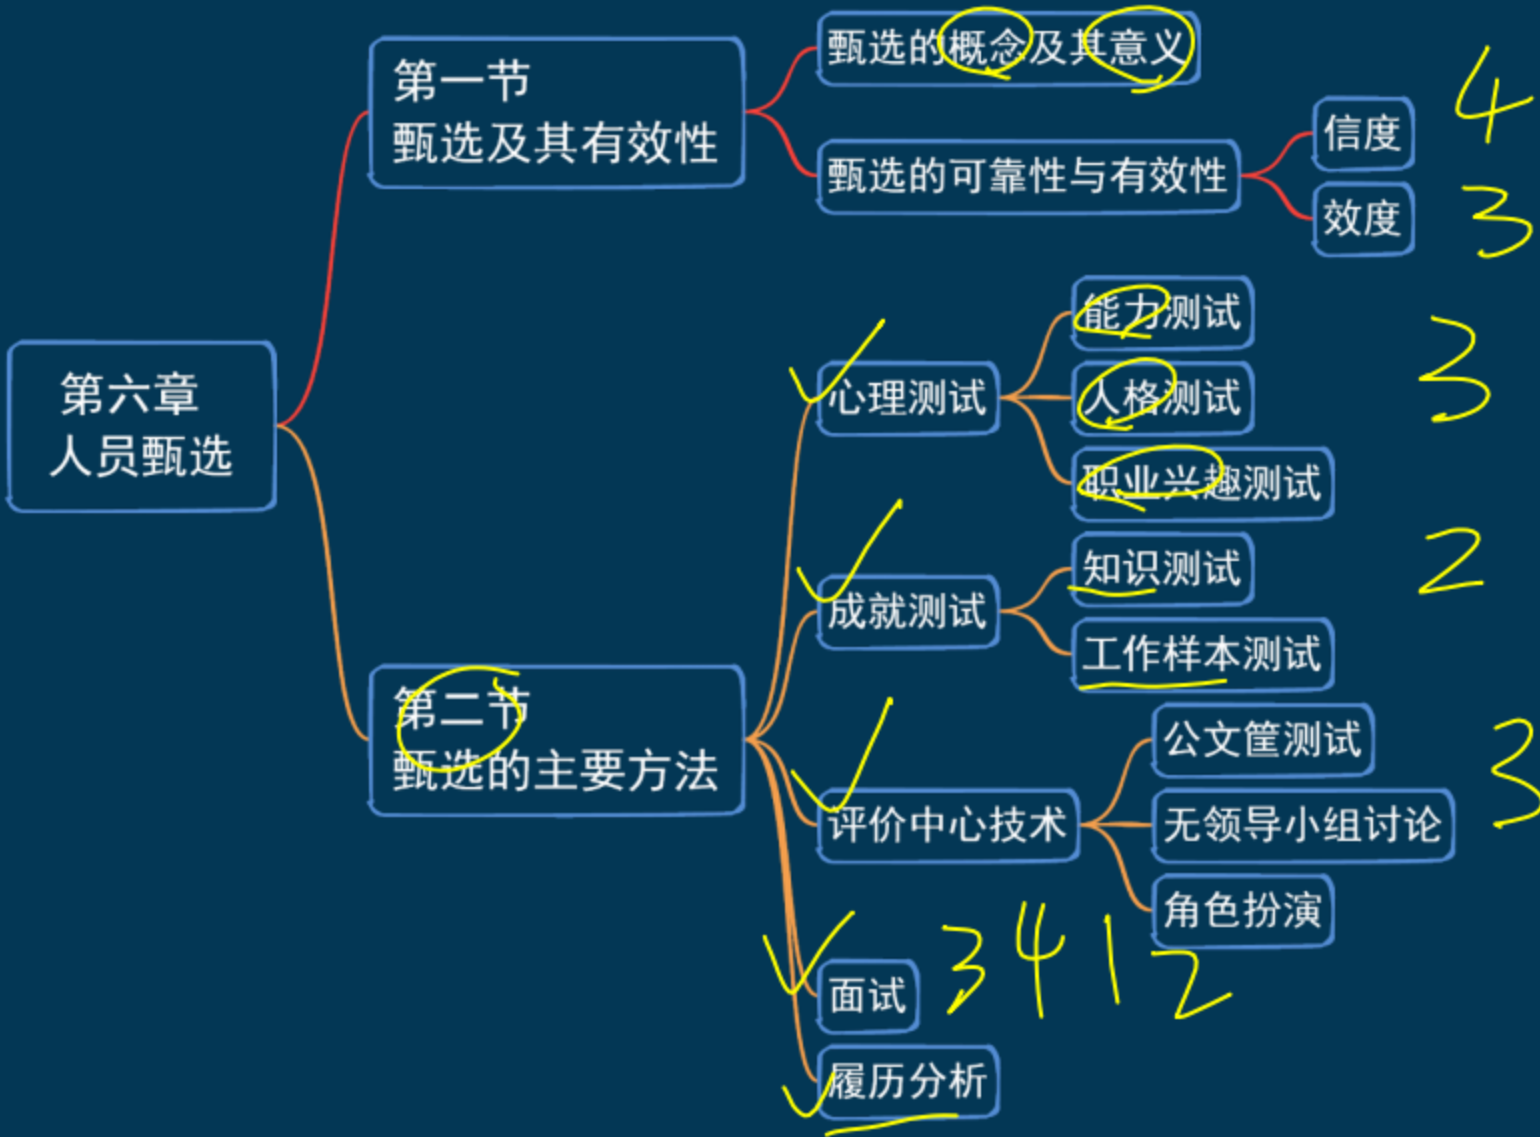 第六章
人员甄选
第一节
甄选及其有效性
甄选的概念及其意义
甄选的可靠性与有效性
信度
4
效度
3
第二节
甄选的主要方法
心理测试
能力测试
人格测试
职业兴趣测试
3
成就测试
知识测试
工作样本测试
2
评价中心技术
公文筐测试
无领导小组讨论
角色扮演
3
面试
3 4 1 2
履历分析